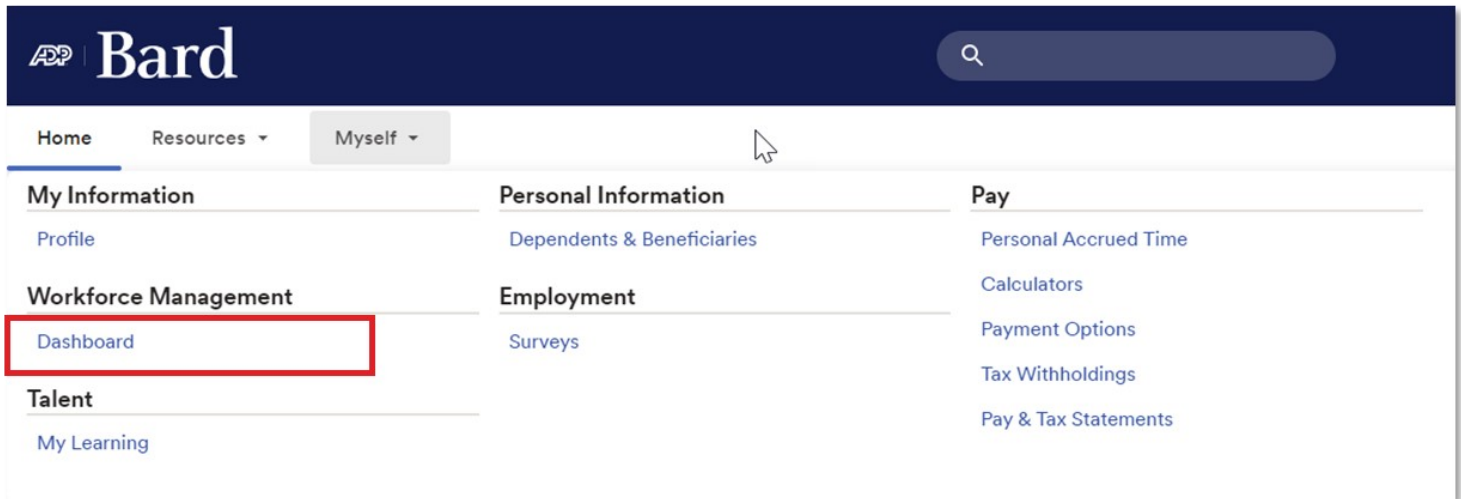 ADP Bard
Home Resources Myself
My Information
Profile
Workforce Management
Dashboard
Talent
My Learning
Personal Information
Dependents & Beneficiaries
Employment
Surveys
Pay
Personal Accrued Time
Calculators
Payment Options
Tax Withholdings
Pay & Tax Statements